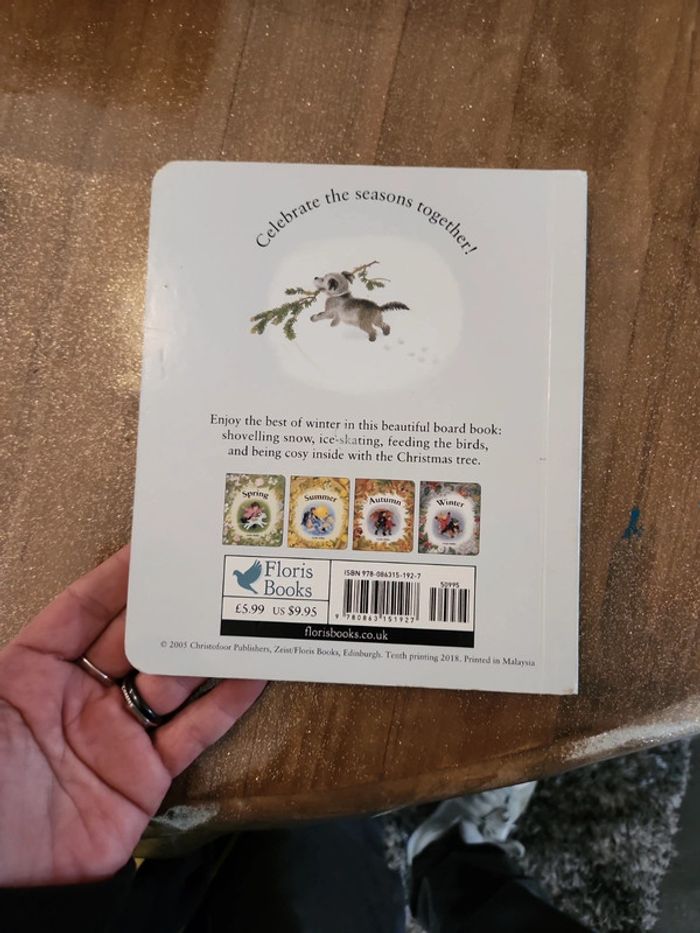 Celebrate the seasons together!
Enjoy the best of winter in this beautiful board book:
shovelling snow, ice-skating, feeding the birds,
and being cosy inside with the Christmas tree.
Spring
Summer
Autumn
Winter
Floris
Books
£5.99 US $9.95
ISBN 978-086315-192-7
50995
9 780863 151927
florisbooks.co.uk
© 2005 Christofoor Publishers, Zeist/Floris Books, Edinburgh. Tenth printing 2018. Printed in Malaysia